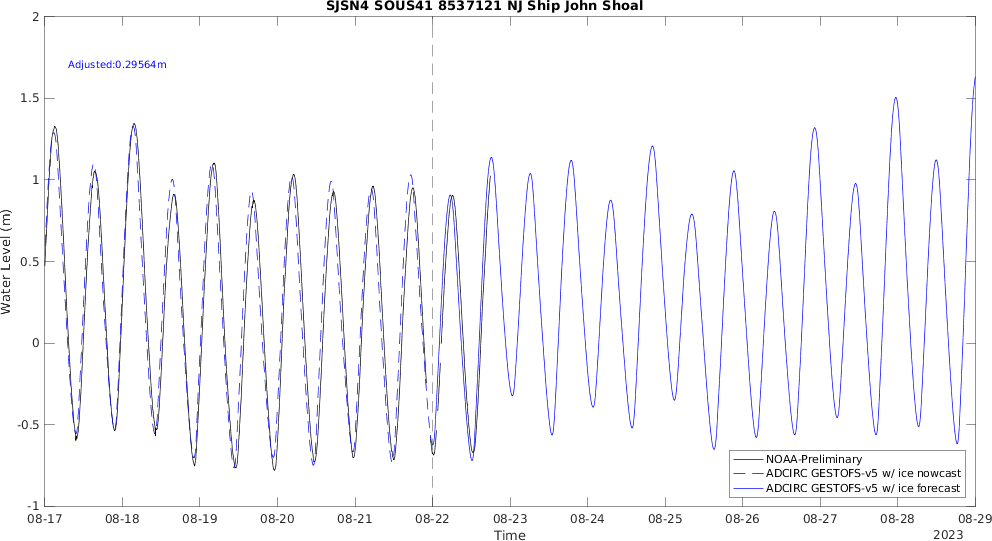 SJSN4 SOUS41 8537121 NJ Ship John Shoal
Adjusted:0.29564m
Water Level (m)
2
1.5
1
0.5
0
-0.5
-1
NOAA-Preliminary
ADCIRC GESTOFS-v5 w/ ice nowcast
ADCIRC GESTOFS-v5 w/ ice forecast
08-17 08-18 08-19 08-20 08-21 08-22 08-23 08-24 08-25 08-26 08-27 08-28 08-29
Time
2023